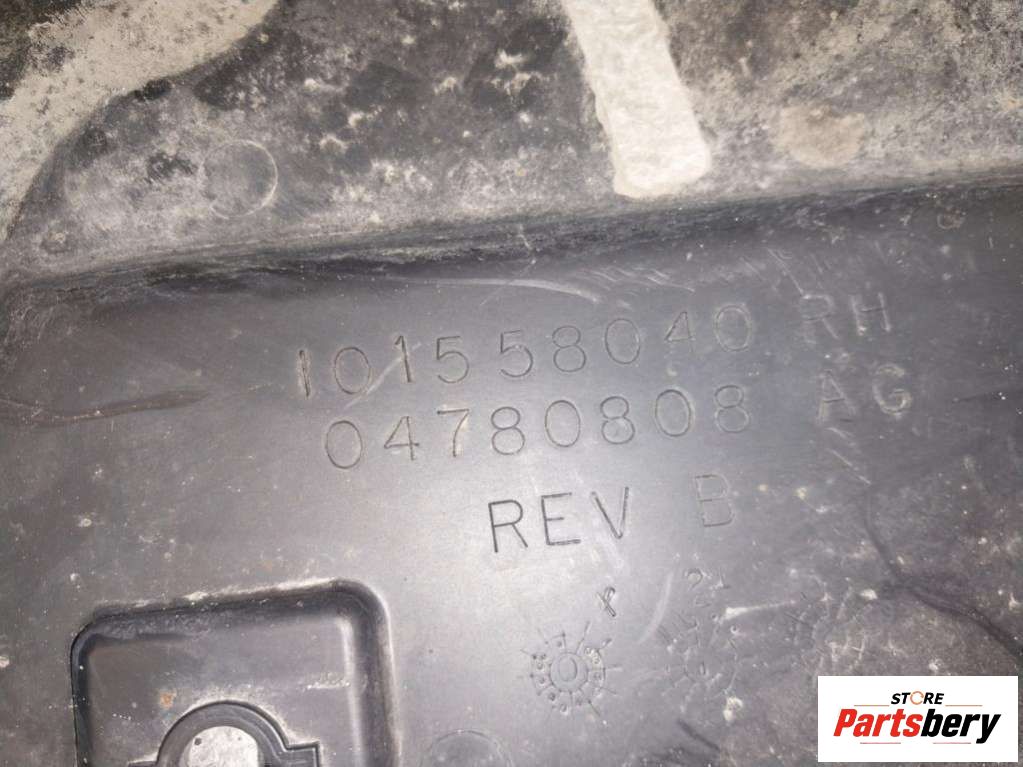 101558040 RH
04780808 AG
REV B
STORE
Partsbery